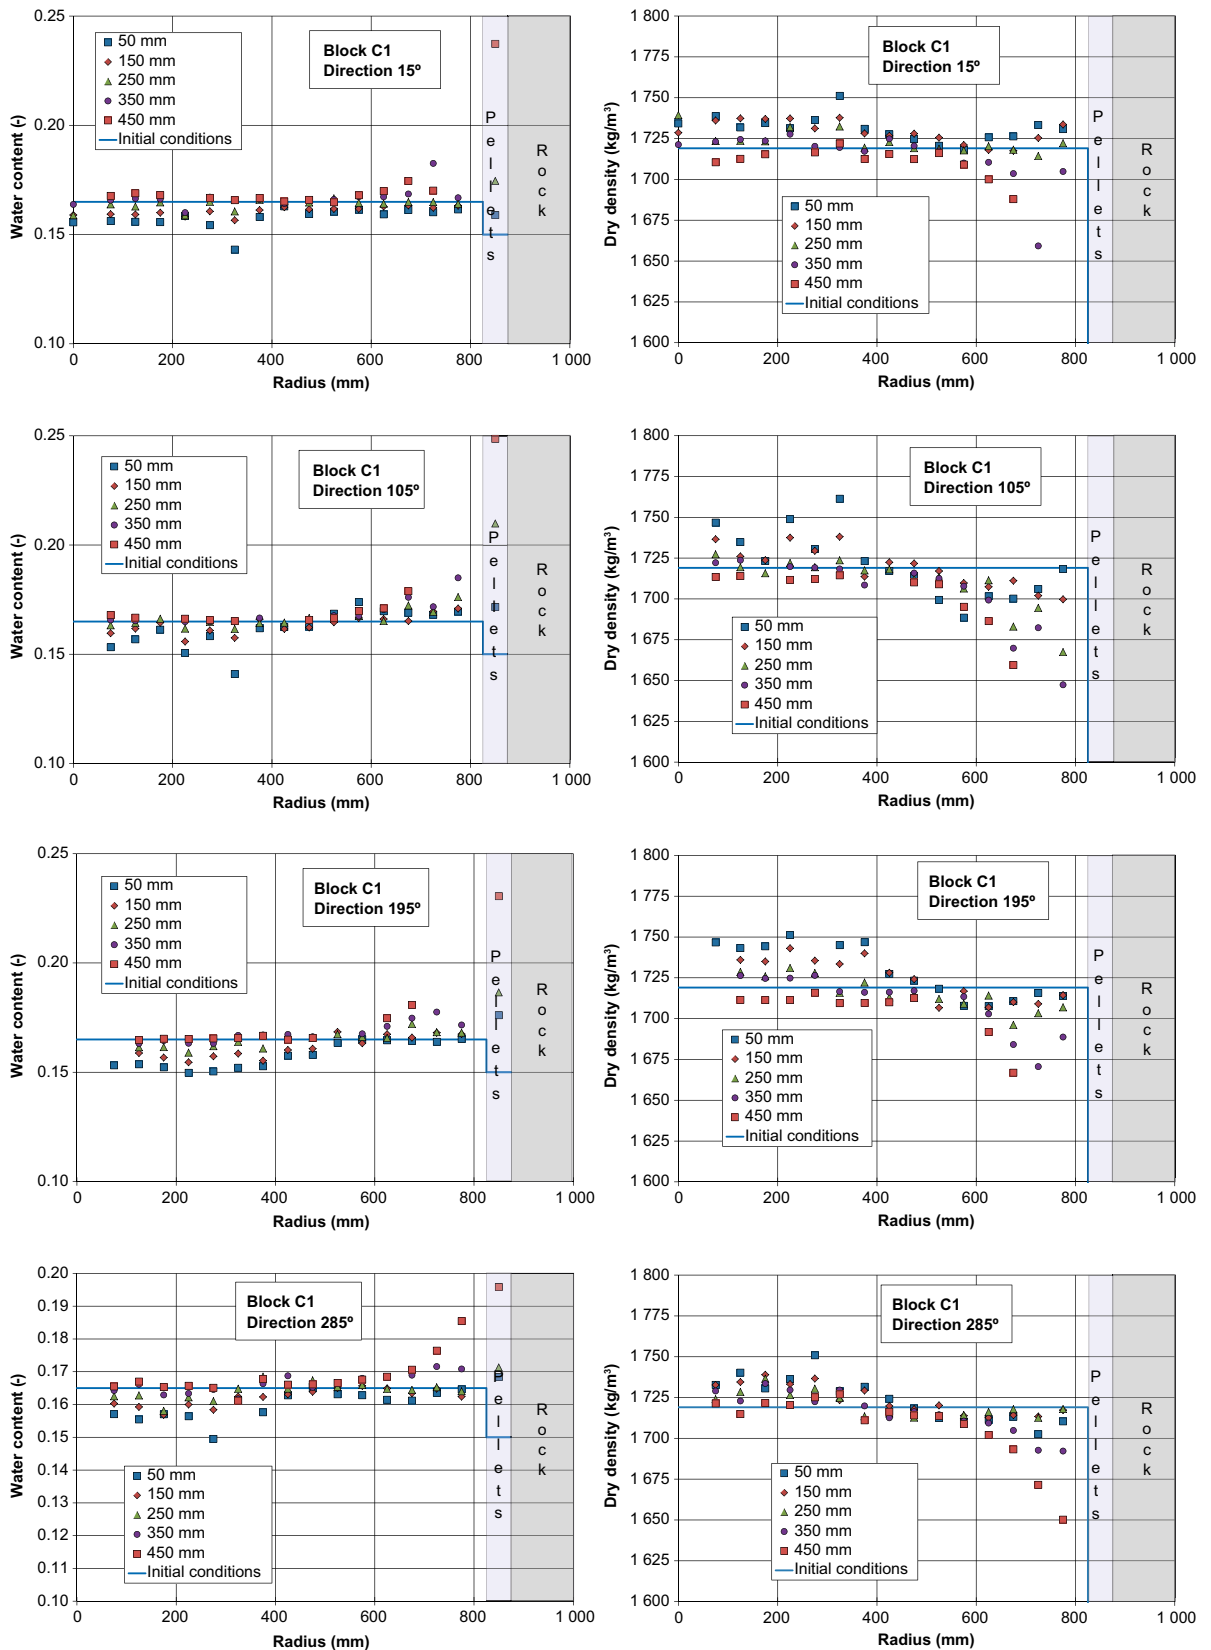 0.25
0.20
0.15
0.10
Water content (-)
50 mm
150 mm
250 mm
350 mm
450 mm
Initial conditions
Block C1
Direction 15º
Pellets
Rock
0 200 400 600 800 1 000
Radius (mm)
1 800
1 775
1 750
1 725
1 700
1 675
1 650
1 625
1 600
Dry density (kg/m³)
Block C1
Direction 15º
50 mm
150 mm
250 mm
350 mm
450 mm
Initial conditions
Pellets
Rock
0 200 400 600 800 1 000
Radius (mm)
0.25
0.20
0.15
0.10
Water content (-)
50 mm
150 mm
250 mm
350 mm
450 mm
Initial conditions
Block C1
Direction 105º
Pellets
Rock
0 200 400 600 800 1 000
Radius (mm)
1 800
1 775
1 750
1 725
1 700
1 675
1 650
1 625
1 600
Dry density (kg/m³)
Block C1
Direction 105º
50 mm
150 mm
250 mm
350 mm
450 mm
Initial conditions
Pellets
Rock
0 200 400 600 800 1 000
Radius (mm)
0.25
0.20
0.15
0.10
Water content (-)
50 mm
150 mm
250 mm
350 mm
450 mm
Initial conditions
Block C1
Direction 195º
Pellets
Rock
0 200 400 600 800 1 000
Radius (mm)
1 800
1 775
1 750
1 725
1 700
1 675
1 650
1 625
1 600
Dry density (kg/m³)
Block C1
Direction 195º
50 mm
150 mm
250 mm
350 mm
450 mm
Initial conditions
Pellets
Rock
0 200 400 600 800 1 000
Radius (mm)
0.20
0.19
0.18
0.17
0.16
0.15
0.14
0.13
0.12
0.11
0.10
Water content (-)
Block C1
Direction 285º
50 mm
150 mm
250 mm
350 mm
450 mm
Initial conditions
Pellets
Rock
0 200 400 600 800 1 000
Radius (mm)
1 800
1 775
1 750
1 725
1 700
1 675
1 650
1 625
1 600
Dry density (kg/m³)
Block C1
Direction 285º
50 mm
150 mm
250 mm
350 mm
450 mm
Initial conditions
Pellets
Rock
0 200 400 600 800 1 000
Radius (mm)